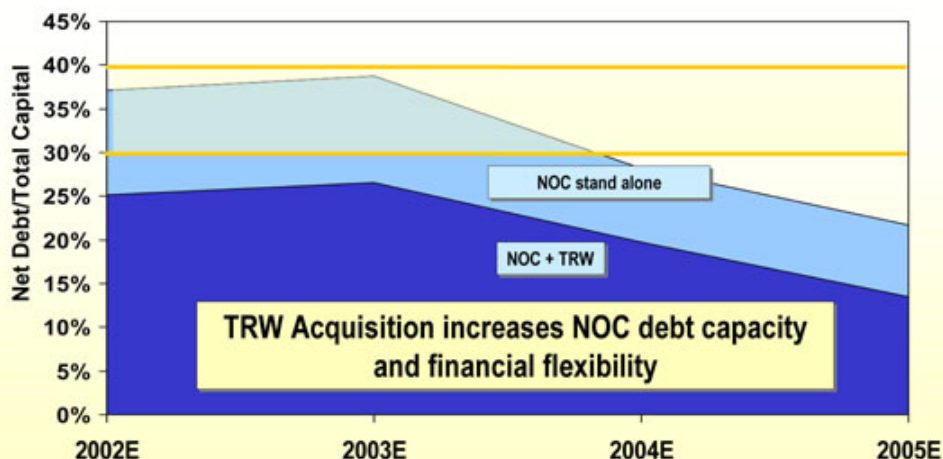 45%
40%
35%
30%
25%
20%
15%
10%
5%
0%
Net Debt/Total Capital
NOC stand alone
NOC + TRW
TRW Acquisition increases NOC debt capacity
and financial flexibility
2002E 2003E 2004E 2005E